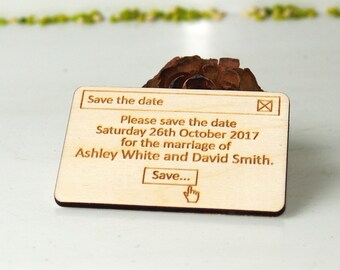 Save the date
Please save the date
Saturday 26th October 2017
for the marriage of
Ashley White and David Smith.
Save...